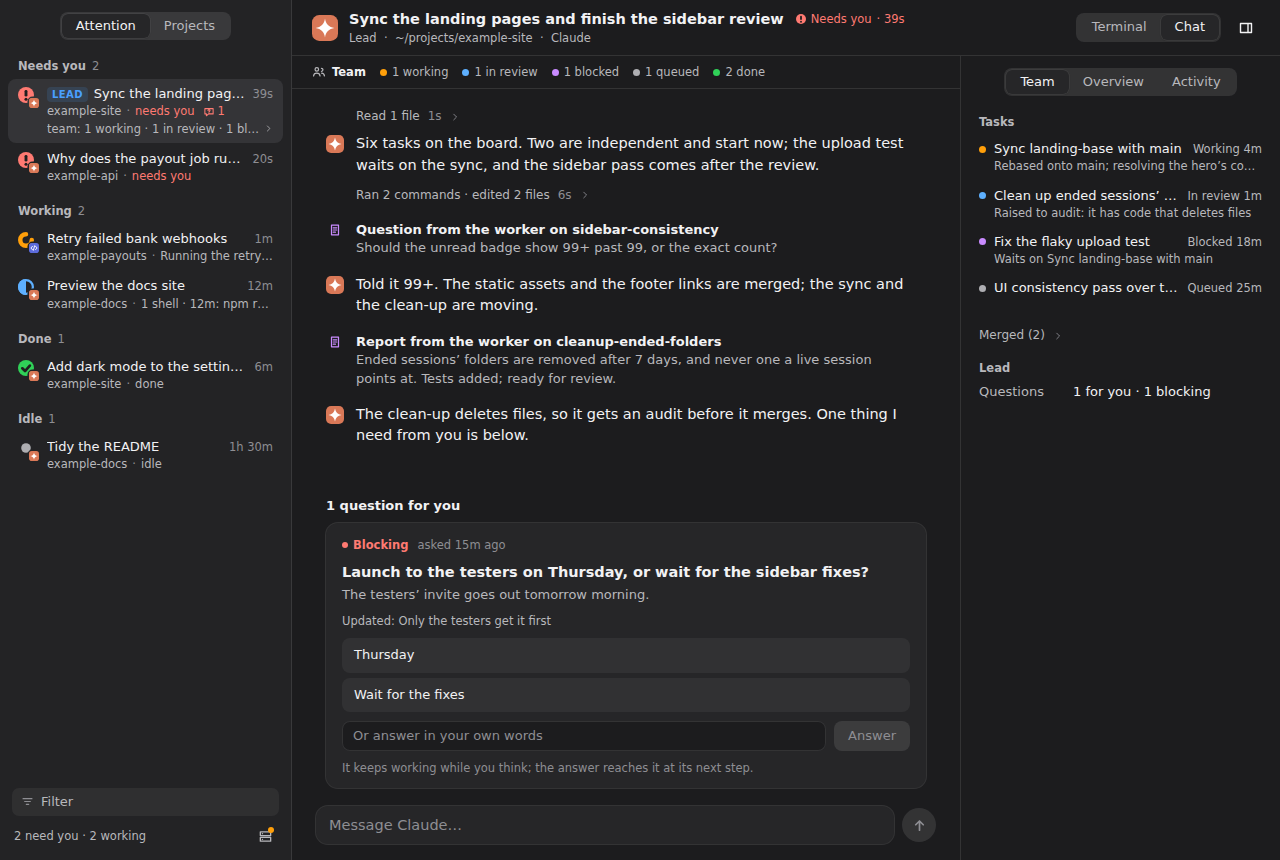 Attention Projects
Needs you 2
LEAD Sync the landing pag… 39s
example-site · needs you 1
team: 1 working · 1 in review · 1 bl…
Why does the payout job ru… 20s
example-api · needs you
Working 2
Retry failed bank webhooks 1m
example-payouts · Running the retry…
Preview the docs site 12m
example-docs · 1 shell · 12m: npm r…
Done 1
Add dark mode to the settin… 6m
example-site · done
Idle 1
Tidy the README 1h 30m
example-docs · idle
Filter
2 need you · 2 working
Sync the landing pages and finish the sidebar review Needs you · 39s
Lead · ~/projects/example-site · Claude
Terminal Chat
Team 1 working 1 in review 1 blocked 1 queued 2 done
Read 1 file 1s
Six tasks on the board. Two are independent and start now; the upload test
waits on the sync, and the sidebar pass comes after the review.
Ran 2 commands · edited 2 files 6s
Question from the worker on sidebar-consistency
Should the unread badge show 99+ past 99, or the exact count?
Told it 99+. The static assets and the footer links are merged; the sync and
the clean-up are moving.
Report from the worker on cleanup-ended-folders
Ended sessions’ folders are removed after 7 days, and never one a live session
points at. Tests added; ready for review.
The clean-up deletes files, so it gets an audit before it merges. One thing I
need from you is below.
1 question for you
Blocking asked 15m ago
Launch to the testers on Thursday, or wait for the sidebar fixes?
The testers’ invite goes out tomorrow morning.
Updated: Only the testers get it first
Thursday
Wait for the fixes
Or answer in your own words Answer
It keeps working while you think; the answer reaches it at its next step.
Message Claude…
Team Overview Activity
Tasks
Sync landing-base with main Working 4m
Rebased onto main; resolving the hero’s co…
Clean up ended sessions’ … In review 1m
Raised to audit: it has code that deletes files
Fix the flaky upload test Blocked 18m
Waits on Sync landing-base with main
UI consistency pass over t… Queued 25m
Merged (2)
Lead
Questions 1 for you · 1 blocking